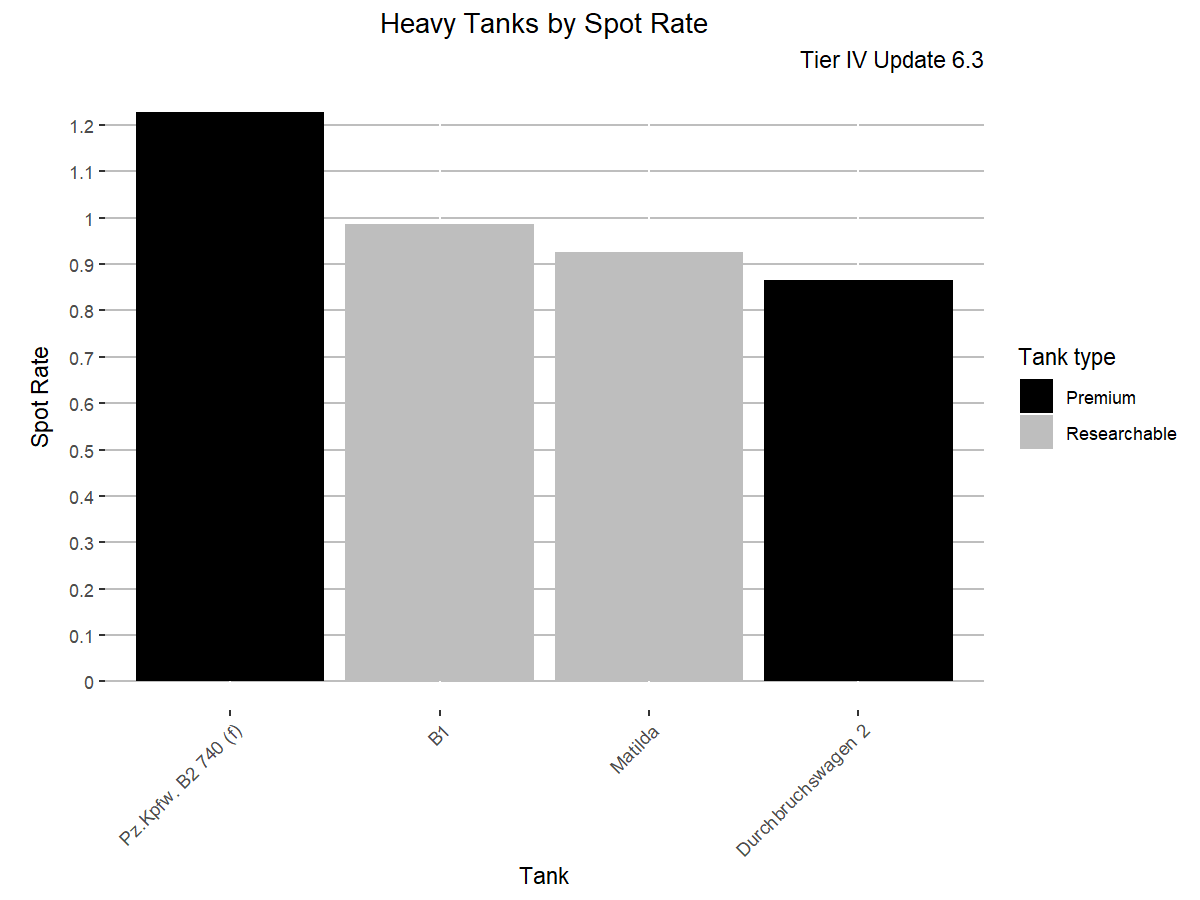 Heavy Tanks by Spot Rate
Tier IV Update 6.3
Spot Rate
1.2
1.1
1
0.9
0.8
0.7
0.6
0.5
0.4
0.3
0.2
0.1
0
Pz.Kpfw. B2 740 (f)
B1
Matilda
Durchbruchswagen 2
Tank
Tank type
Premium
Researchable